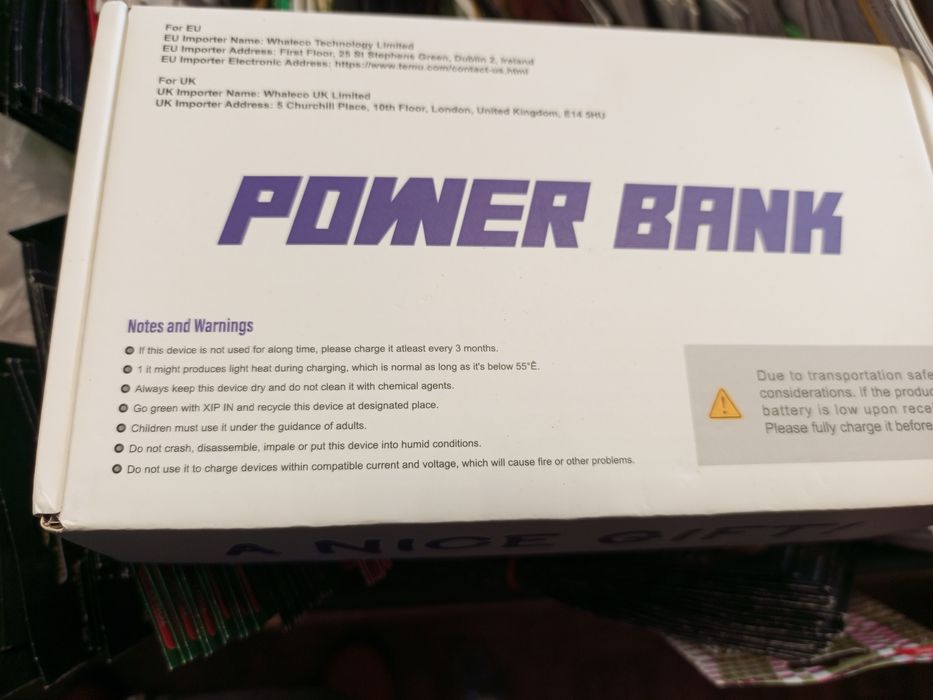 For EU
EU Importer Name: Whaleco Technology Limited
EU Importer Address: First Floor, 25 St Stephens Green, Dublin 2, Ireland
EU Importer Electronic Address: https://www.temu.com/contact-us.html
For UK
UK Importer Name: Whaleco UK Limited
UK Importer Address: 5 Churchill Place, 10th Floor, London, United Kingdom, E14 5HU
POWER BANK
Notes and Warnings
If this device is not used for along time, please charge it atleast every 3 months.
1 it might produces light heat during charging, which is normal as long as it's below 55°Ê.
Always keep this device dry and do not clean it with chemical agents.
Go green with XIP IN and recycle this device at designated place.
Children must use it under the guidance of adults.
Do not crash, disassemble, impale or put this device into humid conditions.
Do not use it to charge devices within compatible current and voltage, which will cause fire or other problems.
Due to transportation safe
considerations. If the produc
battery is low upon rece
Please fully charge it before
A NICE GIFT!